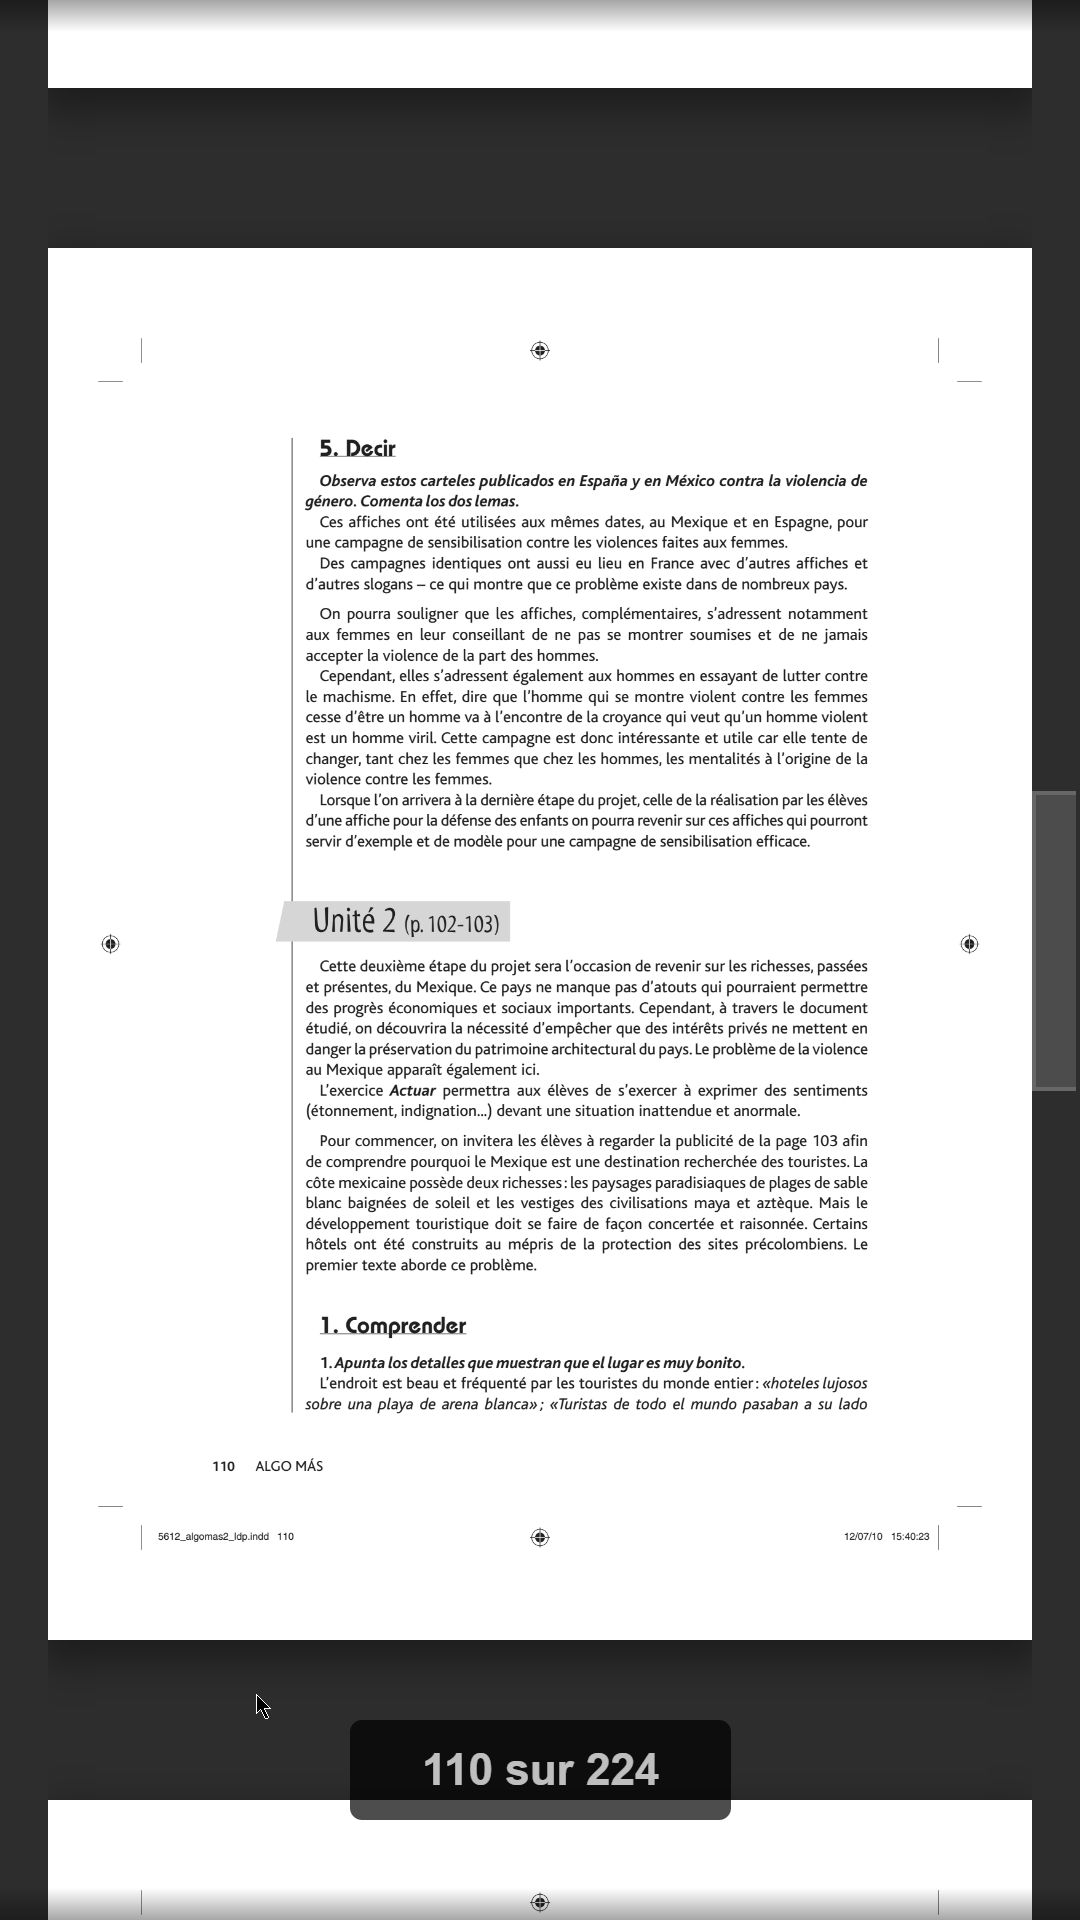 5. Decir
Observa estos carteles publicados en España y en México contra la violencia de
género. Comenta los dos lemas.
Ces affiches ont été utilisées aux mêmes dates, au Mexique et en Espagne, pour
une campagne de sensibilisation contre les violences faites aux femmes.
Des campagnes identiques ont aussi eu lieu en France avec d’autres affiches et
d’autres slogans – ce qui montre que ce problème existe dans de nombreux pays.
On pourra souligner que les affiches, complémentaires, s’adressent notamment
aux femmes en leur conseillant de ne pas se montrer soumises et de ne jamais
accepter la violence de la part des hommes.
Cependant, elles s’adressent également aux hommes en essayant de lutter contre
le machisme. En effet, dire que l’homme qui se montre violent contre les femmes
cesse d’être un homme va à l’encontre de la croyance qui veut qu’un homme violent
est un homme viril. Cette campagne est donc intéressante et utile car elle tente de
changer, tant chez les femmes que chez les hommes, les mentalités à l’origine de la
violence contre les femmes.
Lorsque l’on arrivera à la dernière étape du projet, celle de la réalisation par les élèves
d’une affiche pour la défense des enfants on pourra revenir sur ces affiches qui pourront
servir d’exemple et de modèle pour une campagne de sensibilisation efficace.
Unité 2 (p. 102-103)
Cette deuxième étape du projet sera l’occasion de revenir sur les richesses, passées
et présentes, du Mexique. Ce pays ne manque pas d’atouts qui pourraient permettre
des progrès économiques et sociaux importants. Cependant, à travers le document
étudié, on découvrira la nécessité d’empêcher que des intérêts privés ne mettent en
danger la préservation du patrimoine architectural du pays. Le problème de la violence
au Mexique apparaît également ici.
L’exercice Actuar permettra aux élèves de s’exercer à exprimer des sentiments
(étonnement, indignation...) devant une situation inattendue et anormale.
Pour commencer, on invitera les élèves à regarder la publicité de la page 103 afin
de comprendre pourquoi le Mexique est une destination recherchée des touristes. La
côte mexicaine possède deux richesses : les paysages paradisiaques de plages de sable
blanc baignées de soleil et les vestiges des civilisations maya et aztèque. Mais le
développement touristique doit se faire de façon concertée et raisonnée. Certains
hôtels ont été construits au mépris de la protection des sites précolombiens. Le
premier texte aborde ce problème.
1. Comprender
1. Apunta los detalles que muestran que el lugar es muy bonito.
L’endroit est beau et fréquenté par les touristes du monde entier : «hoteles lujosos
sobre una playa de arena blanca» ; «Turistas de todo el mundo pasaban a su lado
110 ALGO MÁS
5612_algomas2_ldp.indd 110
12/07/10 15:40:23
110 sur 224